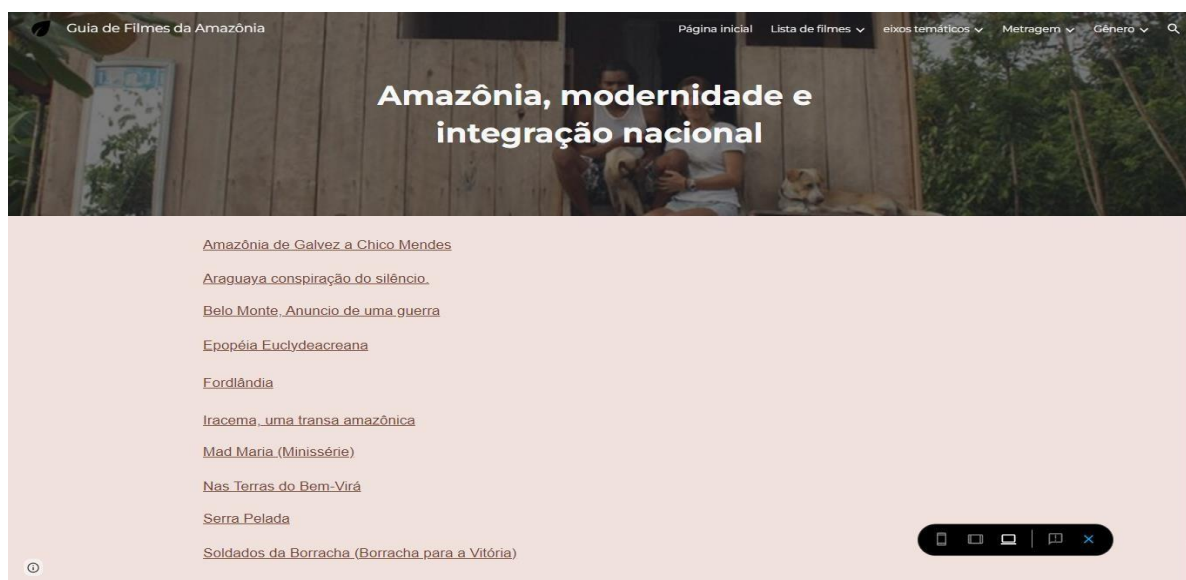 Guia de Filmes da Amazônia
Página inicial Lista de filmes eixos temáticos Metragem Gênero
Amazônia, modernidade e
integração nacional
Amazônia de Galvez a Chico Mendes
Araguaya conspiração do silêncio.
Belo Monte, Anuncio de uma guerra
Epopéia Euclydeacreana
Fordlândia
Iracema, uma transa amazônica
Mad Maria (Minissérie)
Nas Terras do Bem-Virá
Serra Pelada
Soldados da Borracha (Borracha para a Vitória)